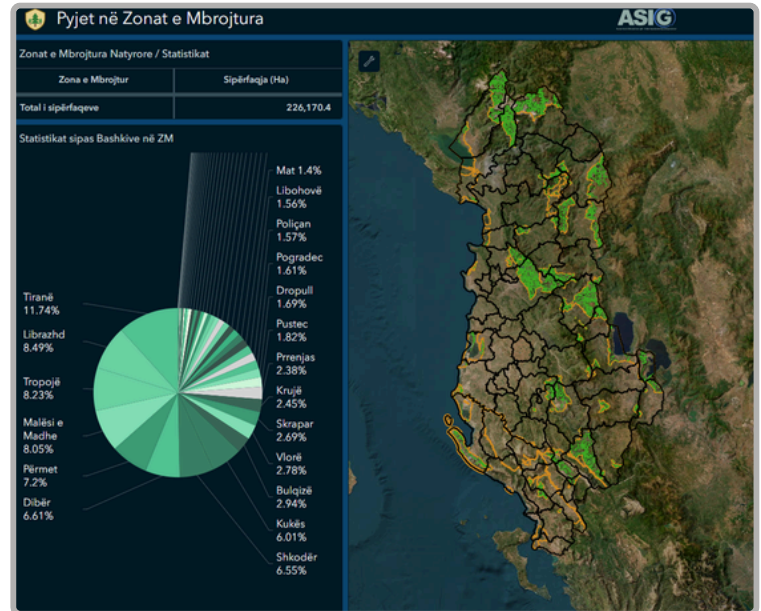 Pyjet në Zonat e Mbrojtura
ASIG
Zonat e Mbrojtura Natyrore / Statistikat
Zona e Mbrojtur
Sipërfaqja (Ha)
Total i sipërfaqeve
226,170.4
Statistikat sipas Bashkive në ZM
Mat 1.4%
Libohovë
1.56%
Poliçan
1.57%
Pogradec
1.61%
Dropull
1.69%
Pustec
1.82%
Prrenjas
2.38%
Krujë
2.45%
Skrapar
2.69%
Vlorë
2.78%
Bulqizë
2.94%
Kukës
6.01%
Shkodër
6.55%
Tiranë
11.74%
Librazhd
8.49%
Tropojë
8.23%
Malësi e
Madhe
8.05%
Përmet
7.2%
Dibër
6.61%